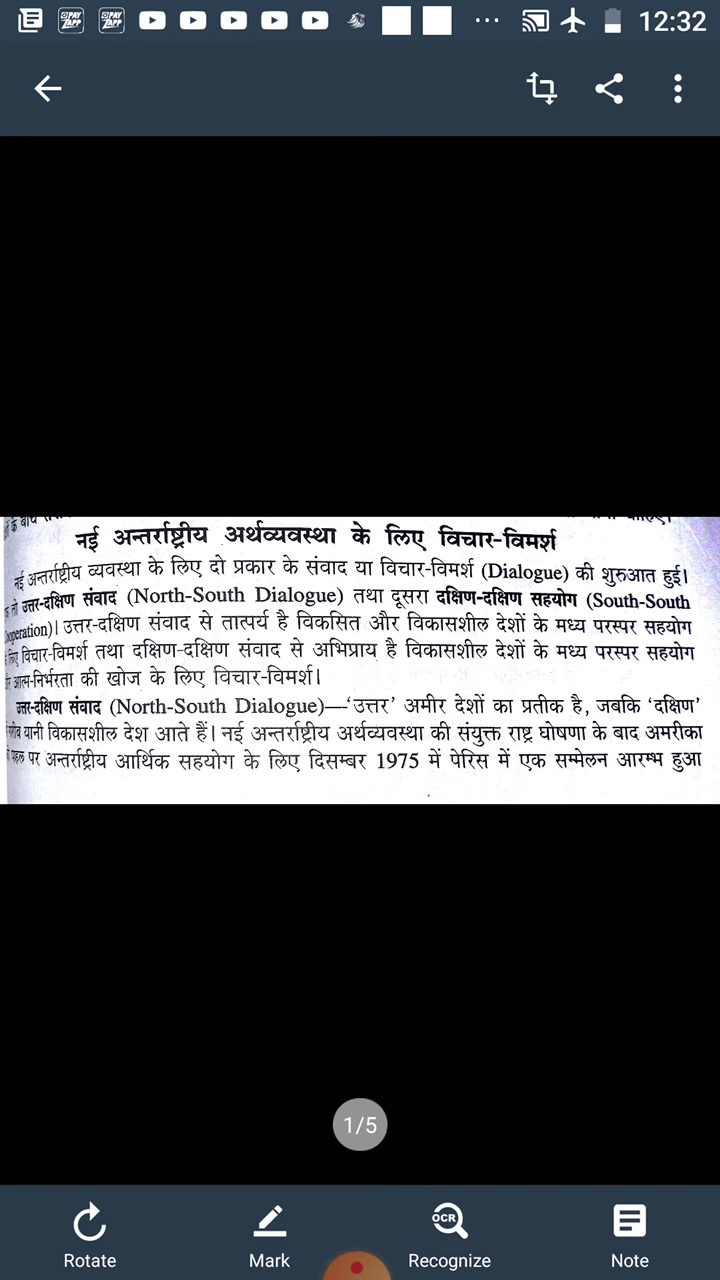 12:32
के बाद
चाहिए।
नई अन्तर्राष्ट्रीय अर्थव्यवस्था के लिए विचार-विमर्श
नई अन्तर्राष्ट्रीय व्यवस्था के लिए दो प्रकार के संवाद या विचार-विमर्श (Dialogue) की शुरुआत हुई।
तो उत्तर-दक्षिण संवाद (North-South Dialogue) तथा दूसरा दक्षिण-दक्षिण सहयोग (South-South
ooperation)। उत्तर-दक्षिण संवाद से तात्पर्य है विकसित और विकासशील देशों के मध्य परस्पर सहयोग
लिए विचार-विमर्श तथा दक्षिण-दक्षिण संवाद से अभिप्राय है विकासशील देशों के मध्य परस्पर सहयोग
आत्म-निर्भरता की खोज के लिए विचार-विमर्श।
उत्तर-दक्षिण संवाद (North-South Dialogue)—‘उत्तर’ अमीर देशों का प्रतीक है, जबकि ‘दक्षिण’
यानी विकासशील देश आते हैं। नई अन्तर्राष्ट्रीय अर्थव्यवस्था की संयुक्त राष्ट्र घोषणा के बाद अमरीका
पहल पर अन्तर्राष्ट्रीय आर्थिक सहयोग के लिए दिसम्बर 1975 में पेरिस में एक सम्मेलन आरम्भ हुआ
1/5
OCR
Rotate Mark Recognize Note